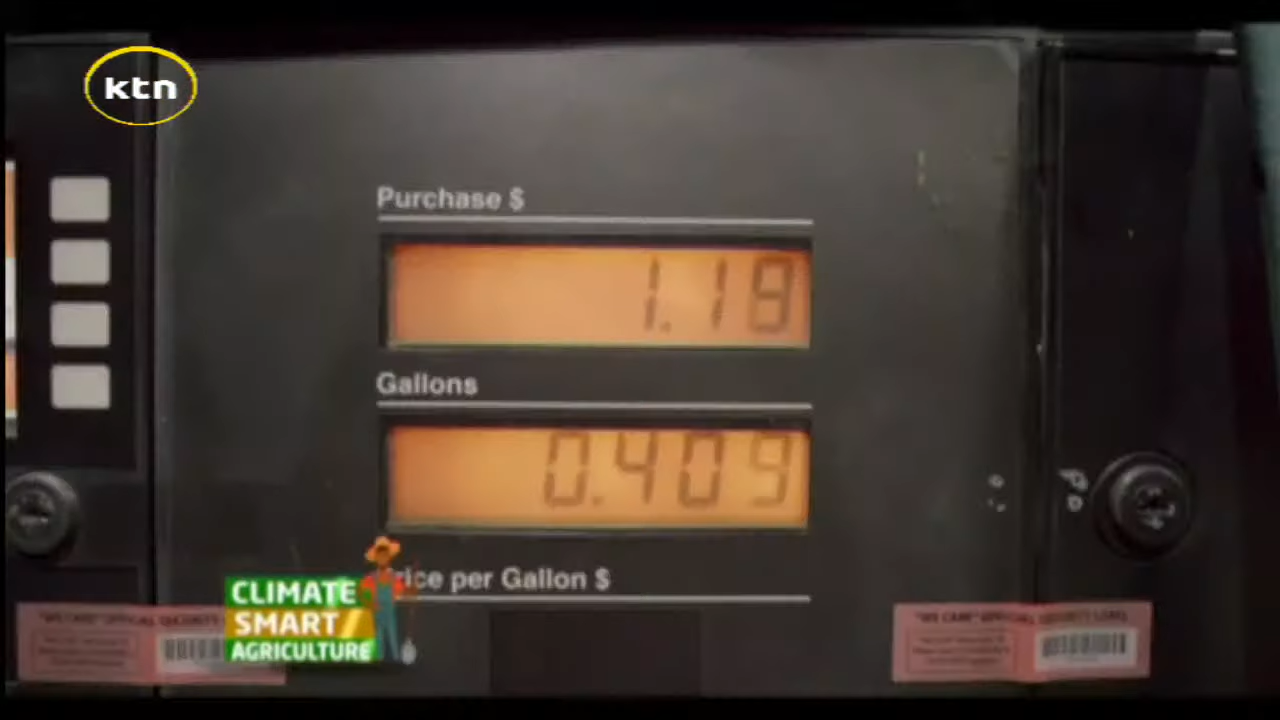 ktn
Purchase $
1.18
Gallons
0.409
rice per Gallon $
CLIMATE
SMART
AGRICULTURE